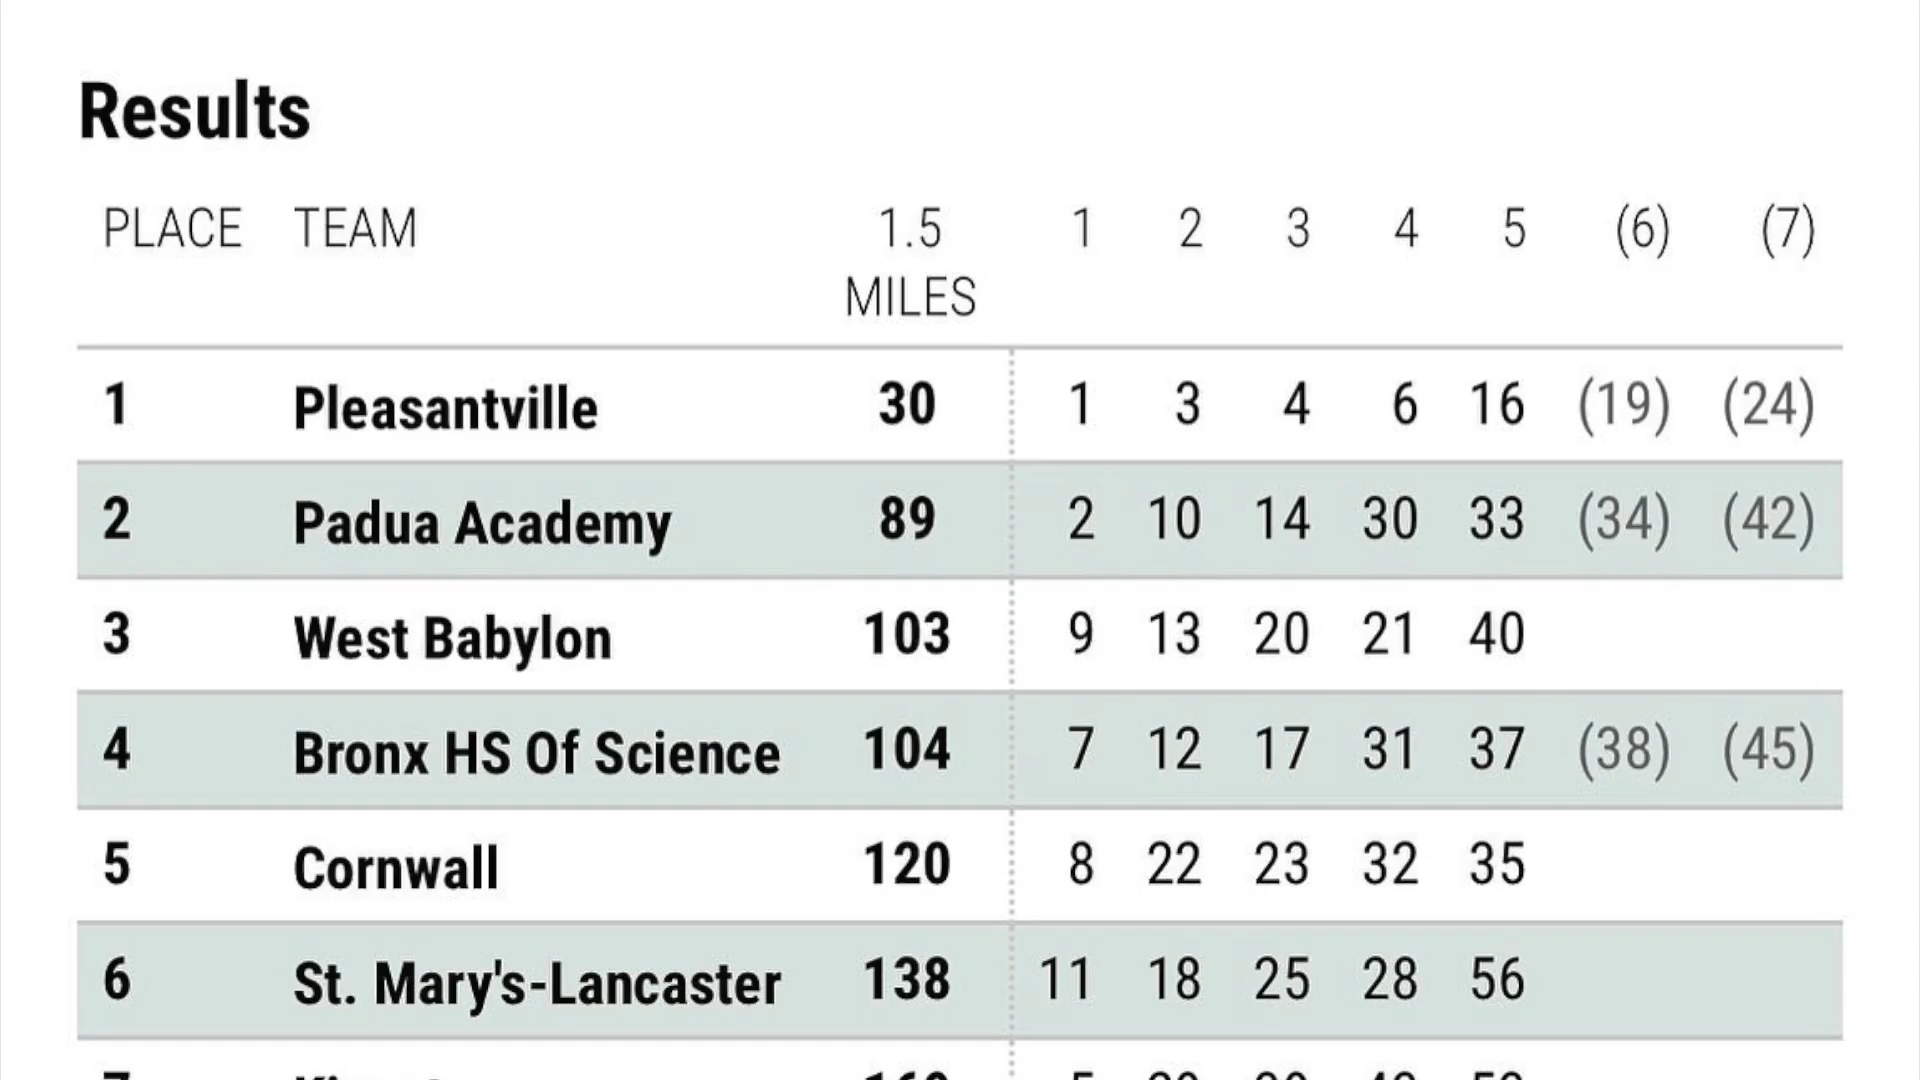 Results
PLACE TEAM 1.5 MILES 1 2 3 4 5 (6) (7)
1 Pleasantville 30 1 3 4 6 16 (19) (24)
2 Padua Academy 89 2 10 14 30 33 (34) (42)
3 West Babylon 103 9 13 20 21 40
4 Bronx HS Of Science 104 7 12 17 31 37 (38) (45)
5 Cornwall 120 8 22 23 32 35
6 St. Mary's-Lancaster 138 11 18 25 28 56